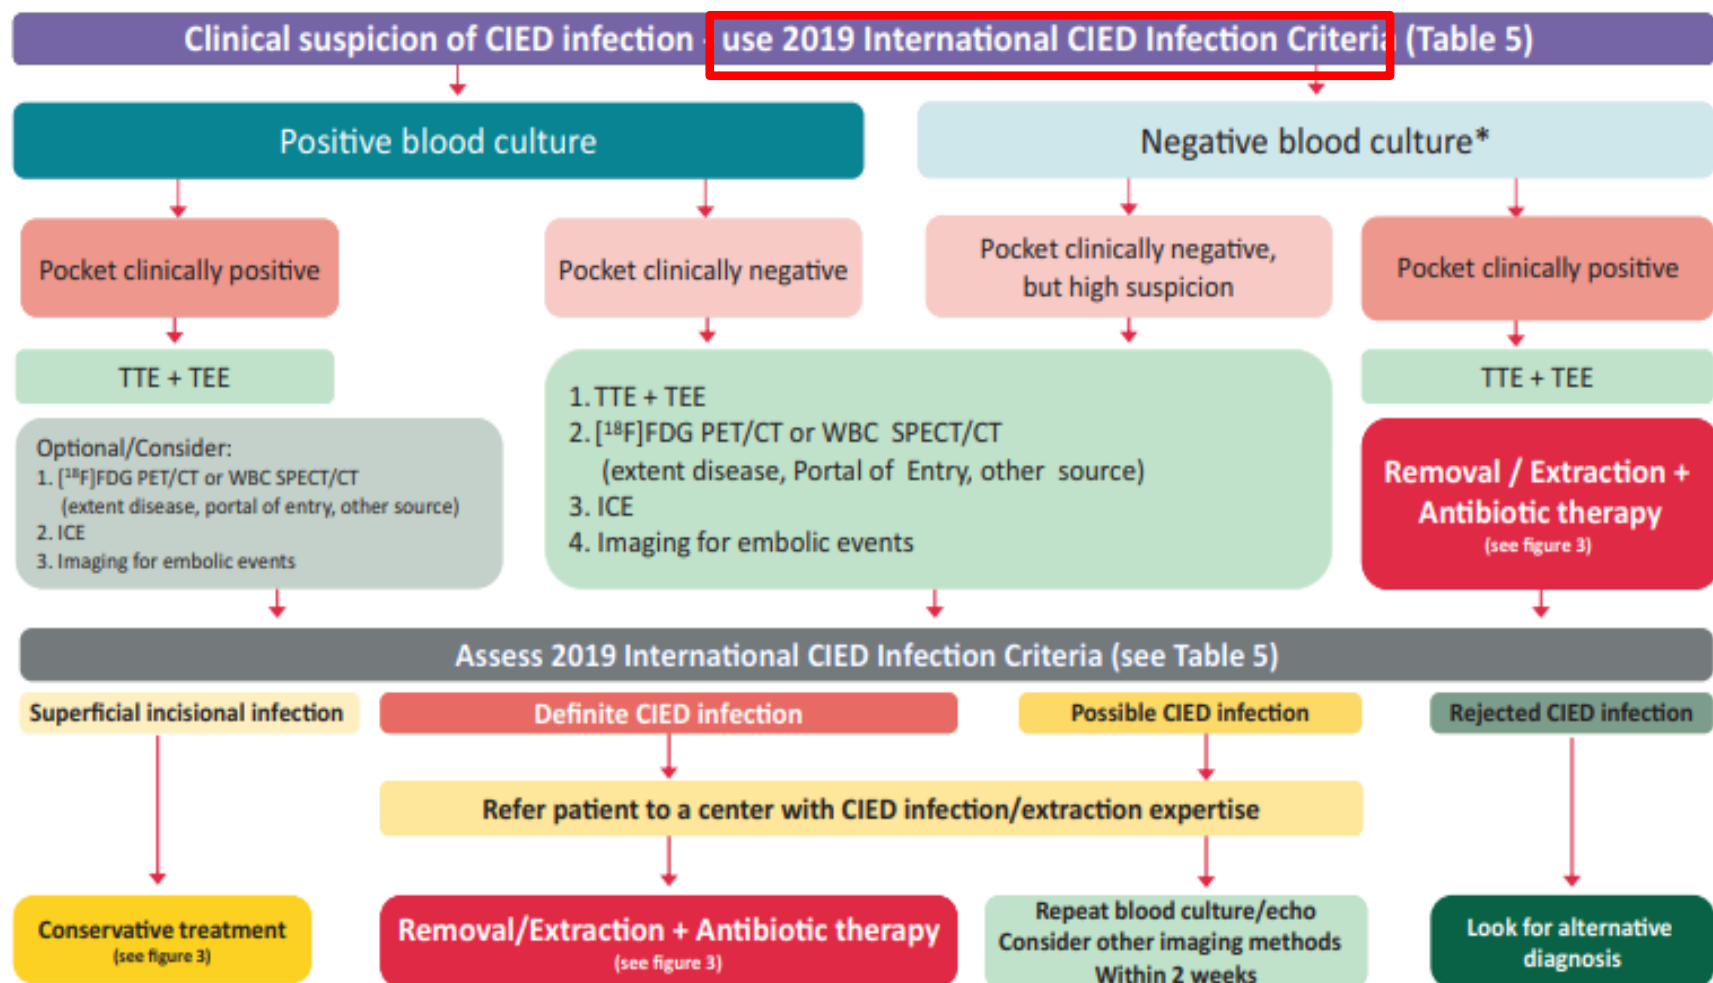 Clinical suspicion of CIED infection - use 2019 International CIED Infection Criteria (Table 5)
Positive blood culture
Negative blood culture*
Pocket clinically positive
Pocket clinically negative
Pocket clinically negative,
but high suspicion
Pocket clinically positive
TTE + TEE
Optional/Consider:
1. [¹⁸F]FDG PET/CT or WBC SPECT/CT
(extent disease, portal of entry, other source)
2. ICE
3. Imaging for embolic events
1. TTE + TEE
2. [¹⁸F]FDG PET/CT or WBC SPECT/CT
(extent disease, Portal of Entry, other source)
3. ICE
4. Imaging for embolic events
TTE + TEE
Removal / Extraction +
Antibiotic therapy
(see figure 3)
Assess 2019 International CIED Infection Criteria (see Table 5)
Superficial incisional infection
Definite CIED infection
Possible CIED infection
Rejected CIED infection
Refer patient to a center with CIED infection/extraction expertise
Conservative treatment
(see figure 3)
Removal/Extraction + Antibiotic therapy
(see figure 3)
Repeat blood culture/echo
Consider other imaging methods
Within 2 weeks
Look for alternative
diagnosis